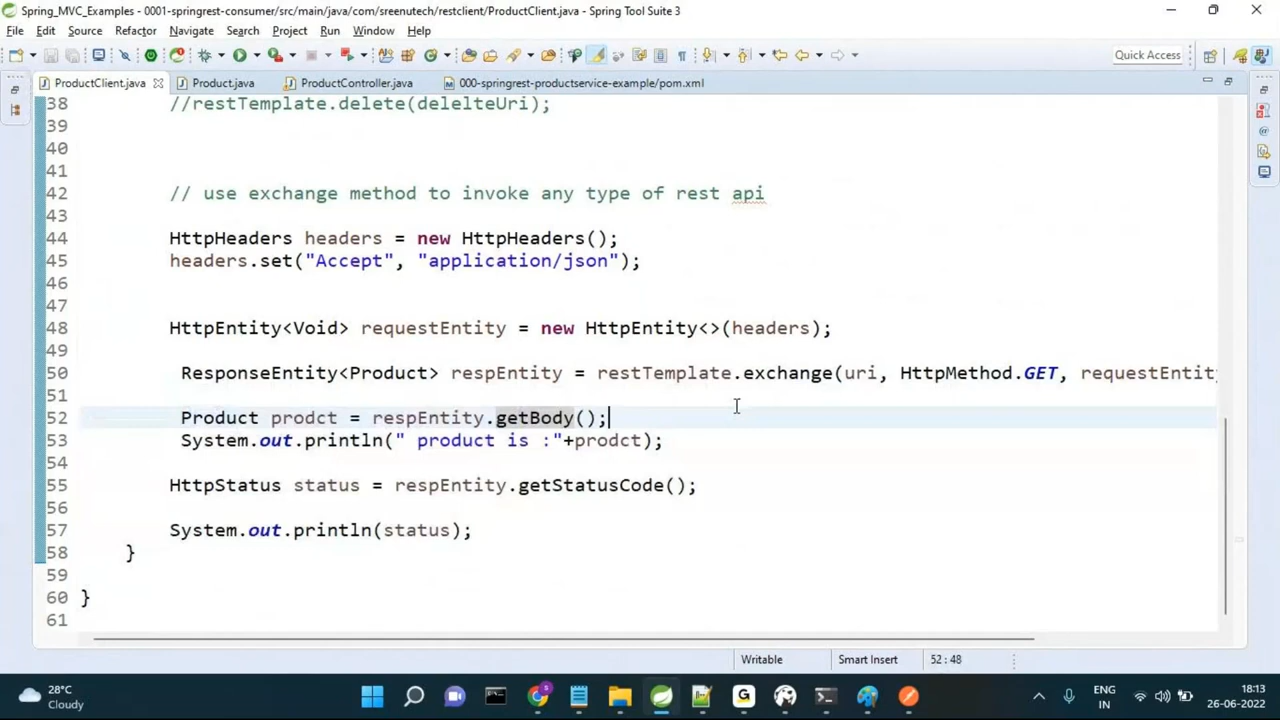 Spring_MVC_Examples - 0001-springrest-consumer/src/main/java/com/sreenutech/restclient/ProductClient.java - Spring Tool Suite 3
File Edit Source Refactor Navigate Search Project Run Window Help
Quick Access
ProductClient.java Product.java ProductController.java 000-springrest-productservice-example/pom.xml
38 //restTemplate.delete(delelteUri);
39
40
41
42 // use exchange method to invoke any type of rest api
43
44 HttpHeaders headers = new HttpHeaders();
45 headers.set("Accept", "application/json");
46
47
48 HttpEntity<Void> requestEntity = new HttpEntity<>(headers);
49
50 ResponseEntity<Product> respEntity = restTemplate.exchange(uri, HttpMethod.GET, requestEntity
51
52 Product prodct = respEntity.getBody();
53 System.out.println(" product is :"+prodct);
54
55 HttpStatus status = respEntity.getStatusCode();
56
57 System.out.println(status);
58 }
59
60 }
61
Writable Smart Insert 52 : 48
28°C
Cloudy
ENG
IN
18:13
26-06-2022